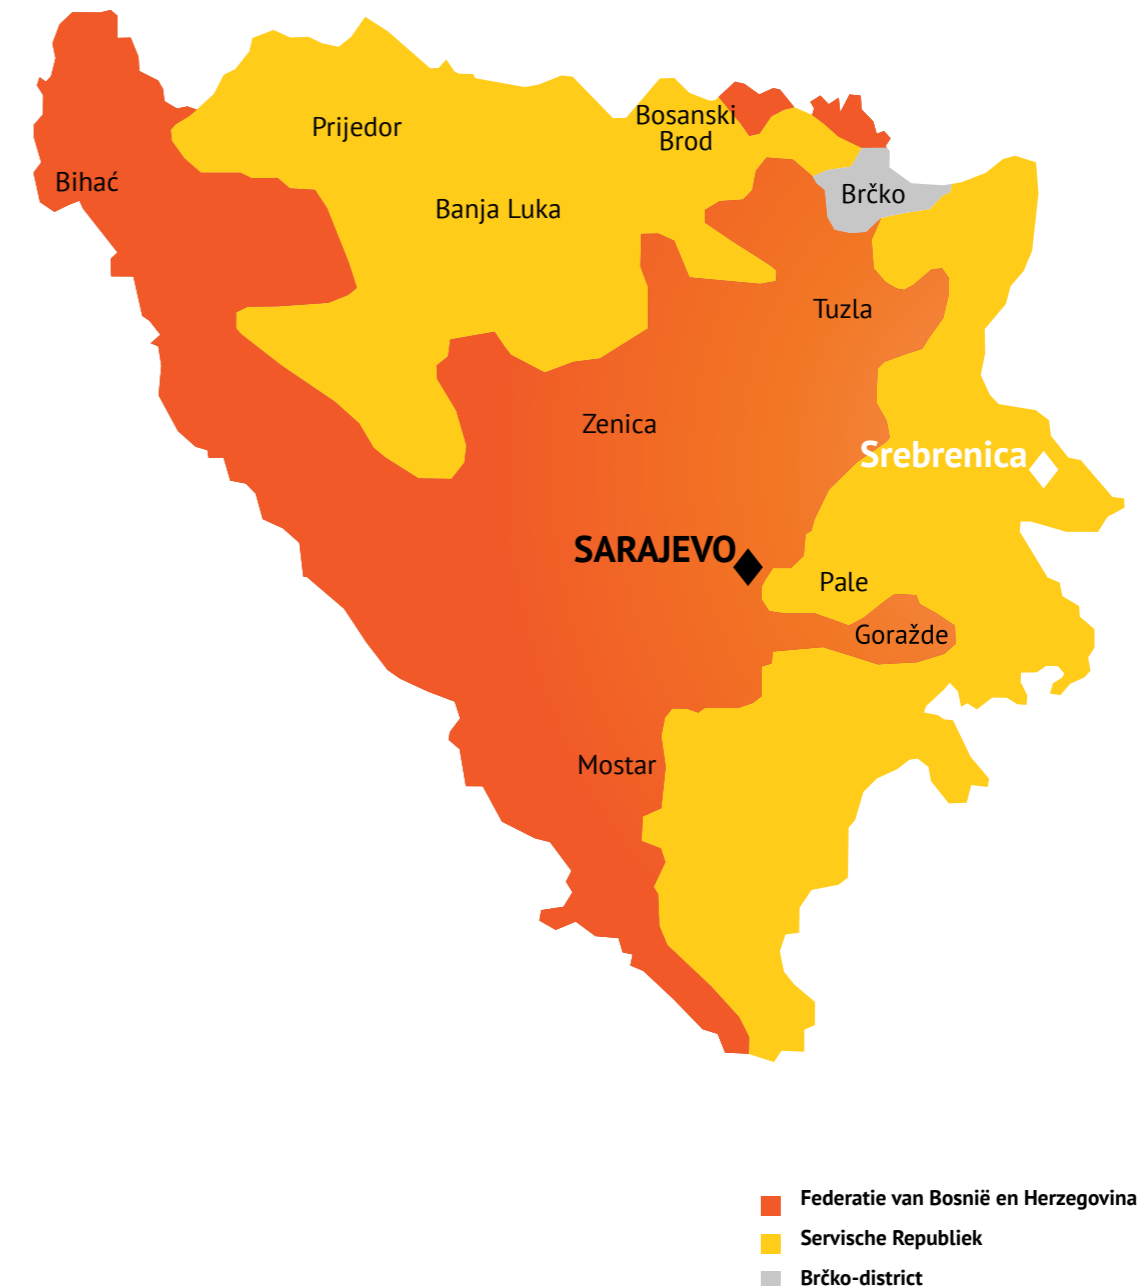 Bosanski
Brod
Prijedor
Bihać
Brčko
Banja Luka
Tuzla
Zenica
Srebrenica
SARAJEVO
Pale
Goražde
Mostar
Federatie van Bosnië en Herzegovina
Servische Republiek
Brčko-district